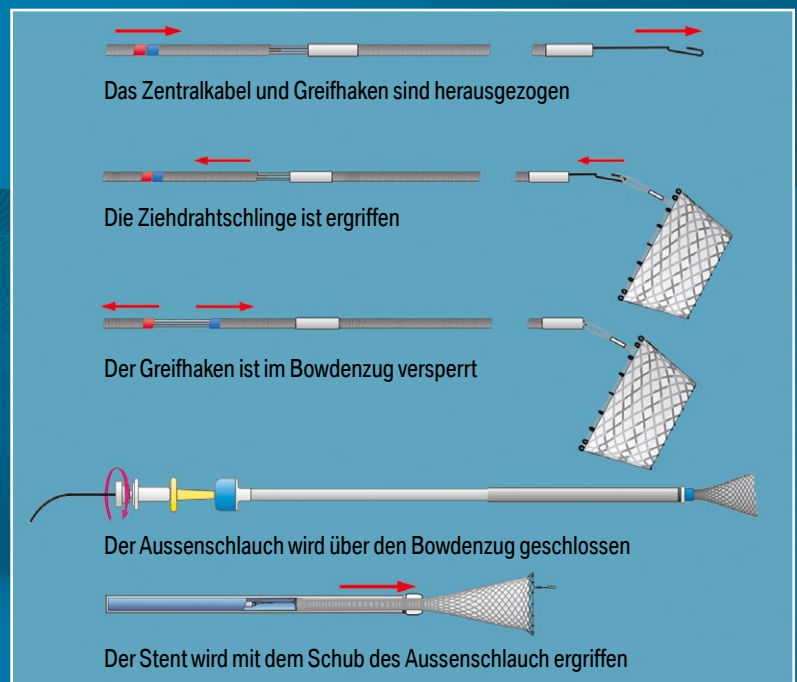 Das Zentralkabel und Greifhaken sind herausgezogen
Die Ziehdrahtschlinge ist ergriffen
Der Greifhaken ist im Bowdenzug versperrt
Der Aussenschlauch wird über den Bowdenzug geschlossen
Der Stent wird mit dem Schub des Aussenschlauch ergriffen